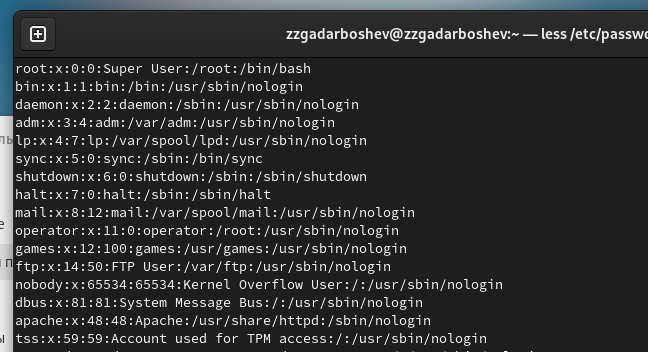 zzgadarboshev@zzgadarboshev:~ — less /etc/passwo
root:x:0:0:Super User:/root:/bin/bash
bin:x:1:1:bin:/bin:/usr/sbin/nologin
daemon:x:2:2:daemon:/sbin:/usr/sbin/nologin
adm:x:3:4:adm:/var/adm:/usr/sbin/nologin
lp:x:4:7:lp:/var/spool/lpd:/usr/sbin/nologin
sync:x:5:0:sync:/sbin:/bin/sync
shutdown:x:6:0:shutdown:/sbin:/sbin/shutdown
halt:x:7:0:halt:/sbin:/sbin/halt
mail:x:8:12:mail:/var/spool/mail:/usr/sbin/nologin
operator:x:11:0:operator:/root:/usr/sbin/nologin
games:x:12:100:games:/usr/games:/usr/sbin/nologin
ftp:x:14:50:FTP User:/var/ftp:/usr/sbin/nologin
nobody:x:65534:65534:Kernel Overflow User:/:/usr/sbin/nologin
dbus:x:81:81:System Message Bus:/:/usr/sbin/nologin
apache:x:48:48:Apache:/usr/share/httpd:/sbin/nologin
tss:x:59:59:Account used for TPM access:/:/usr/sbin/nologin